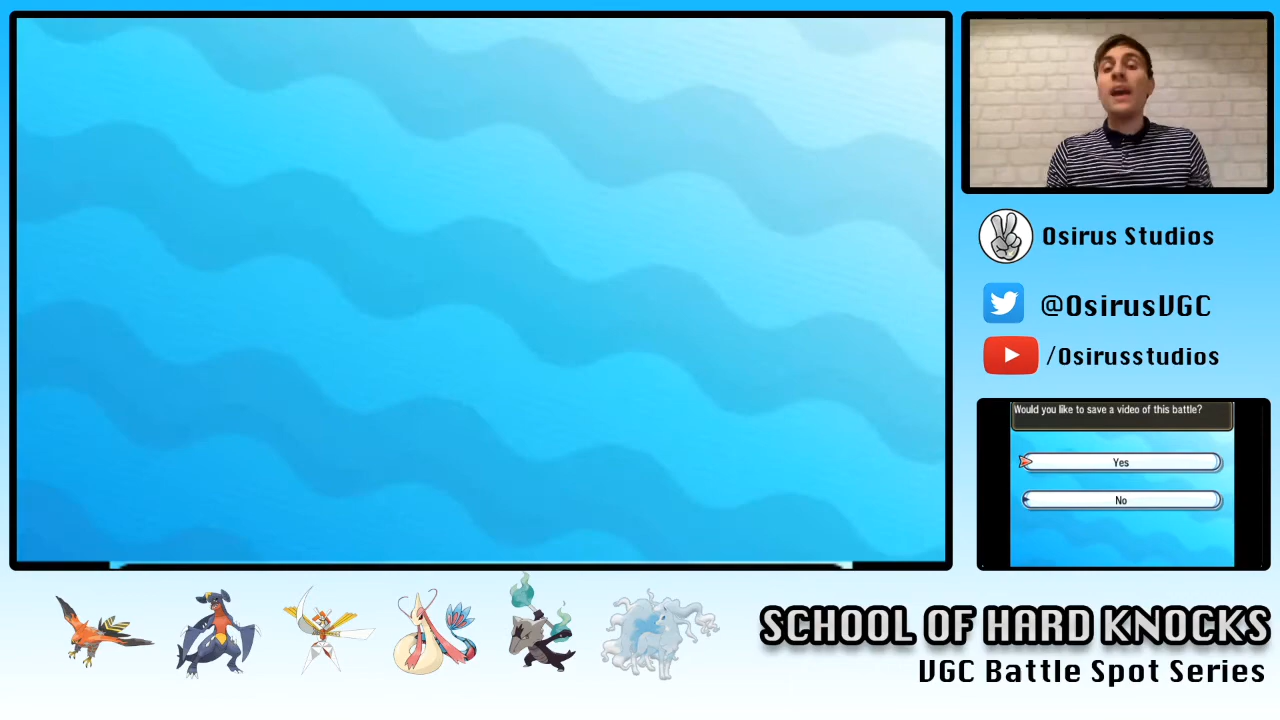 Osirus Studios
@OsirusVGC
/Osirusstudios
Would you like to save a video of this battle?
Yes
No
SCHOOL OF HARD KNOCKS
VGC Battle Spot Series